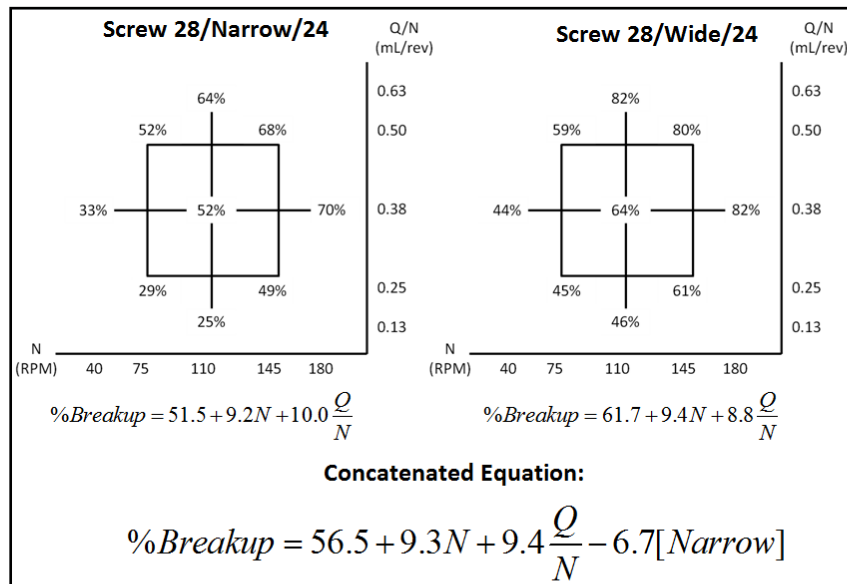 Screw 28/Narrow/24
Q/N
(mL/rev)
64%
0.63
52% 68%
0.50
33% 52% 70%
0.38
29% 49%
0.25
25%
0.13
N
(RPM) 40 75 110 145 180
%Breakup = 51.5 + 9.2N + 10.0 Q/N
Screw 28/Wide/24
Q/N
(mL/rev)
82%
0.63
59% 80%
0.50
44% 64% 82%
0.38
45% 61%
0.25
46%
0.13
N
(RPM) 40 75 110 145 180
%Breakup = 61.7 + 9.4N + 8.8 Q/N
Concatenated Equation:
%Breakup = 56.5 + 9.3N + 9.4 Q/N − 6.7[Narrow]